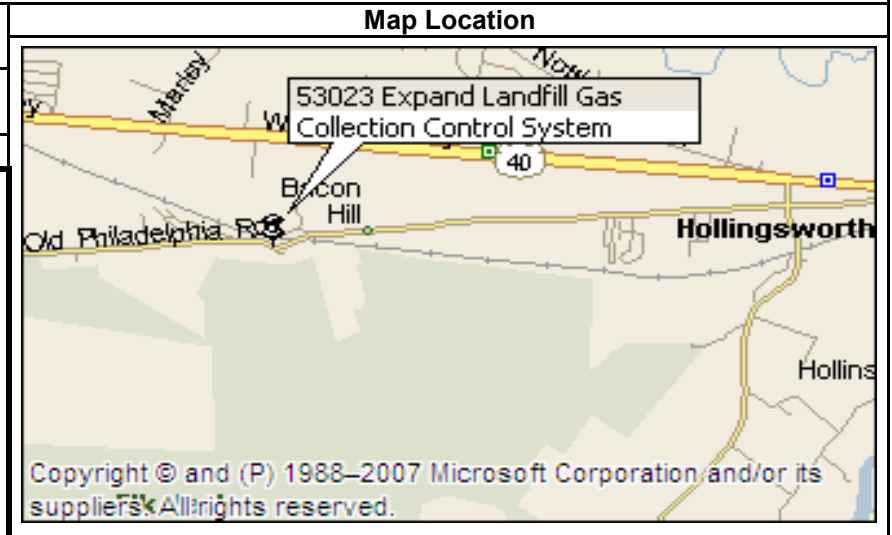 Map Location
Marley
53023 Expand Landfill Gas
Collection Control System
40
Bacon
Hill
Old Philadelphia Rd
Hollingsworth
Hollins
Copyright © and (P) 1988–2007 Microsoft Corporation and/or its
suppliers. All rights reserved.